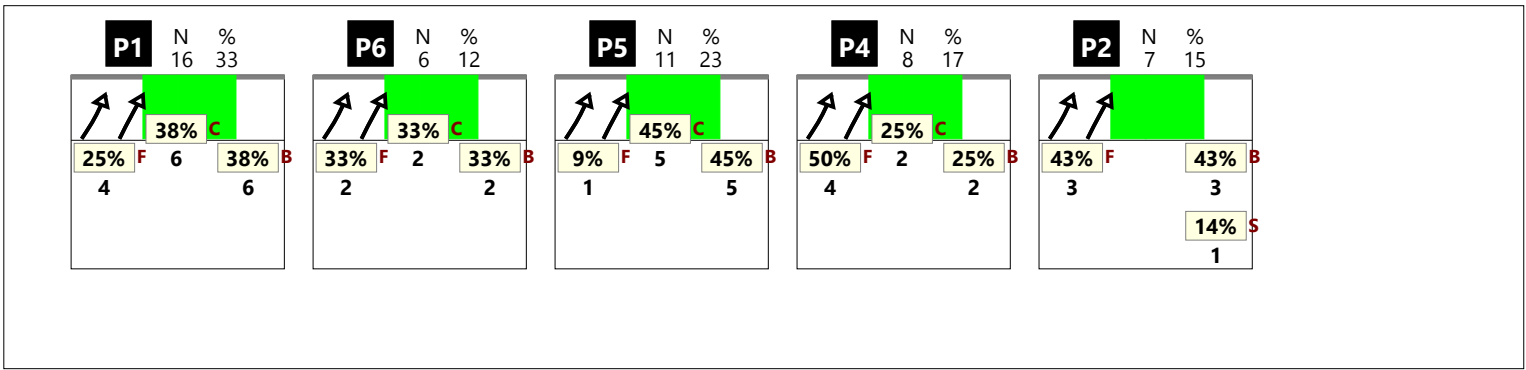 P1 N % 16 33
38% C
25% F 6 38% B
4 6
P6 N % 6 12
33% C
33% F 2 33% B
2 2
P5 N % 11 23
45% C
9% F 5 45% B
1 5
P4 N % 8 17
25% C
50% F 2 25% B
4 2
P2 N % 7 15
43% F 43% B
3 3
14% S
1